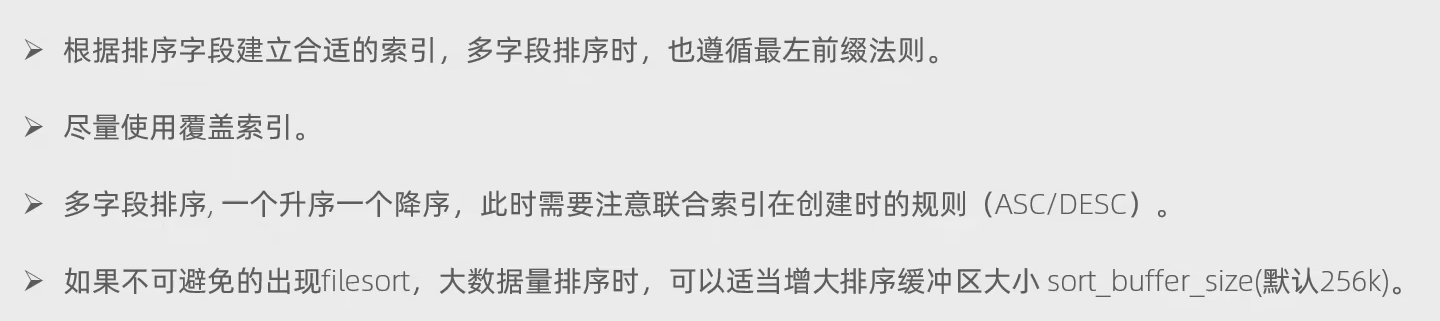 ➢ 根据排序字段建立合适的索引，多字段排序时，也遵循最左前缀法则。
➢ 尽量使用覆盖索引。
➢ 多字段排序, 一个升序一个降序，此时需要注意联合索引在创建时的规则（ASC/DESC）。
➢ 如果不可避免的出现filesort，大数据量排序时，可以适当增大排序缓冲区大小 sort_buffer_size(默认256k)。